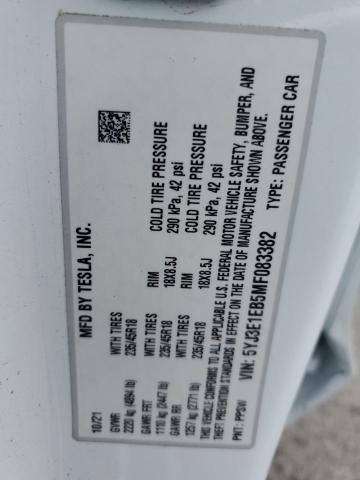 MFD BY TESLA, INC.
10/21
GVWR
2220 kg (4894 lb)
WITH TIRES
235/45R18
RIM
18X8.5J
COLD TIRE PRESSURE
290 kPa, 42 psi
GAWR FRT
1110 kg (2447 lb)
WITH TIRES
235/45R18
RIM
18X8.5J
COLD TIRE PRESSURE
290 kPa, 42 psi
GAWR RR
1257 kg (2771 lb)
WITH TIRES
235/45R18
THIS VEHICLE CONFORMS TO ALL APPLICABLE U.S. FEDERAL MOTOR VEHICLE SAFETY, BUMPER, AND
THEFT PREVENTION STANDARDS IN EFFECT ON THE DATE OF MANUFACTURE SHOWN ABOVE.
PNT: PPSW
VIN: 5YJ3E1EB5MF083382
TYPE: PASSENGER CAR